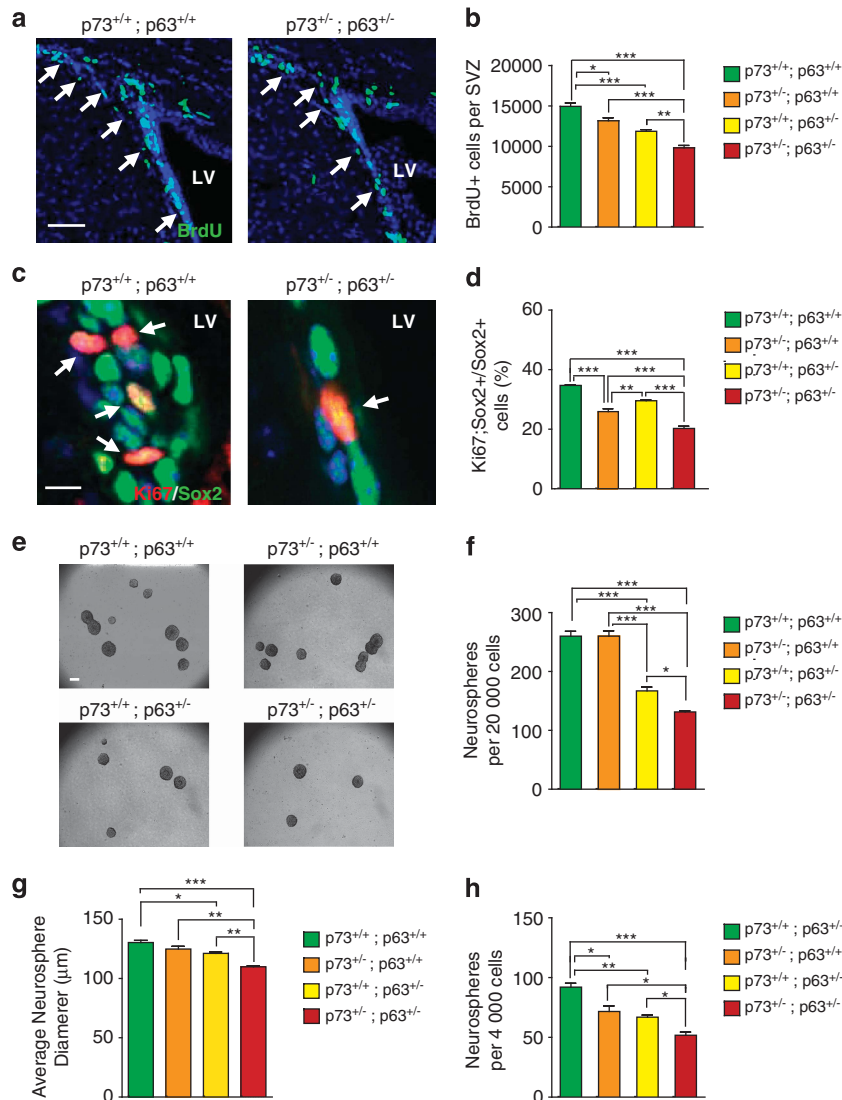 a
p73+/+ ; p63+/+
p73+/- ; p63+/-
LV
BrdU
LV
b
BrdU+ cells per SVZ
20000
15000
10000
5000
0
***
*
***
***
**
p73+/+; p63+/+
p73+/-; p63+/+
p73+/+; p63+/-
p73+/-; p63+/-
c
p73+/+ ; p63+/+
p73+/- ; p63+/-
LV
Ki67/Sox2
LV
d
Ki67;Sox2+/Sox2+
cells (%)
60
40
20
0
***
***
***
**
***
p73+/+; p63+/+
p73+/-; p63+/+
p73+/+; p63+/-
p73+/-; p63+/-
e
p73+/+ ; p63+/+
p73+/- ; p63+/+
p73+/+ ; p63+/-
p73+/- ; p63+/-
f
Neurospheres
per 20 000 cells
300
200
100
0
***
***
***
***
*
p73+/+; p63+/+
p73+/-; p63+/+
p73+/+; p63+/-
p73+/-; p63+/-
g
Average Neurosphere
Diamerer (μm)
150
100
50
0
***
*
**
**
p73+/+ ; p63+/+
p73+/- ; p63+/+
p73+/+ ; p63+/-
p73+/- ; p63+/-
h
Neurospheres
per 4 000 cells
150
100
50
0
***
*
**
*
*
p73+/+ ; p63+/-
p73+/- ; p63+/+
p73+/+ ; p63+/-
p73+/- ; p63+/-